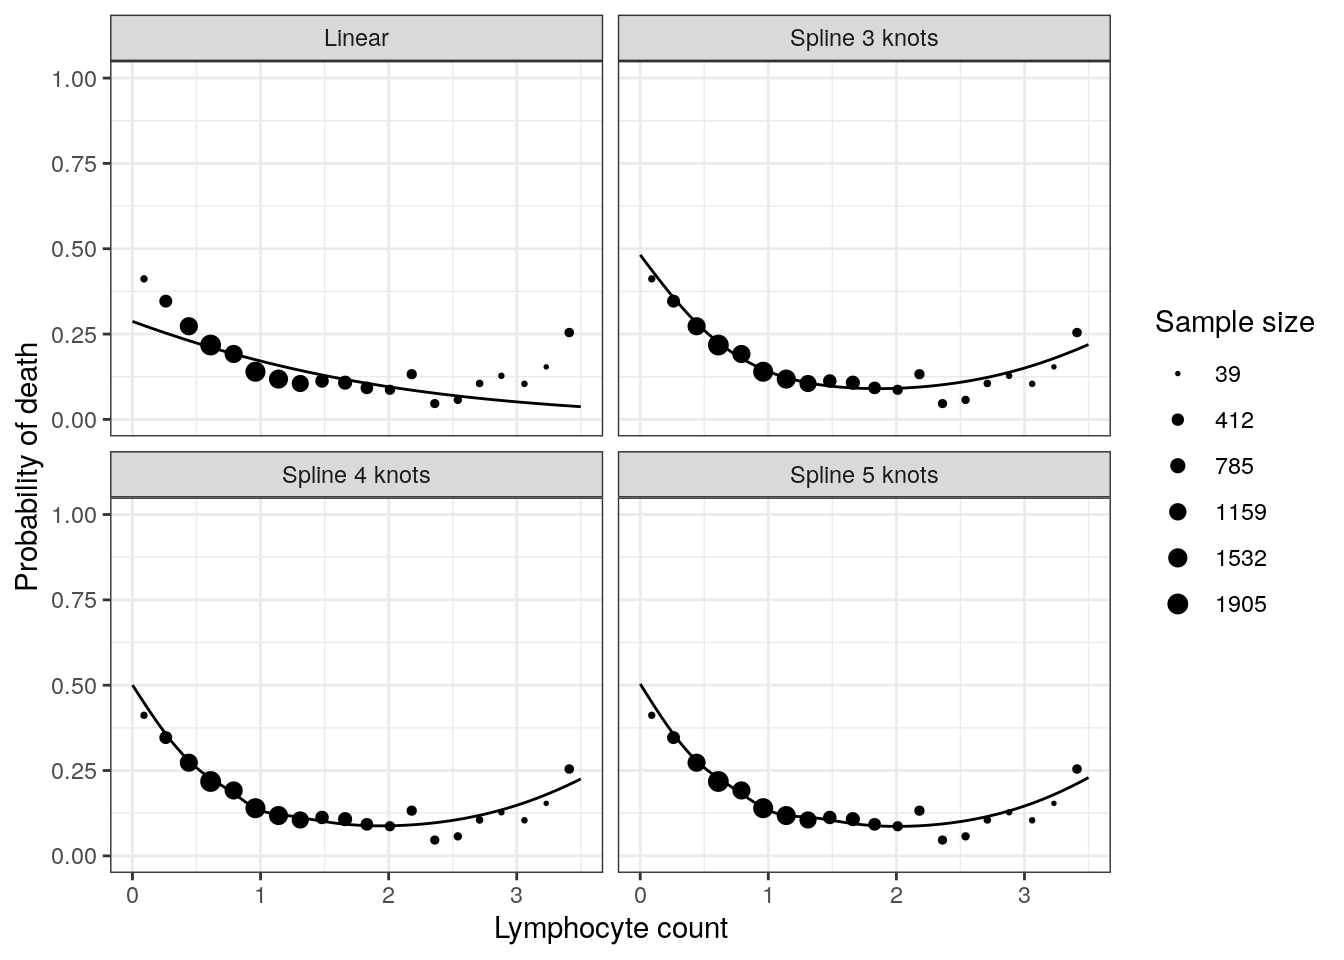 Linear
Spline 3 knots
1.00
0.75
0.50
0.25
0.00
Spline 4 knots
Spline 5 knots
1.00
0.75
0.50
0.25
0.00
0 1 2 3
0 1 2 3
Lymphocyte count
Probability of death
Sample size
39
412
785
1159
1532
1905